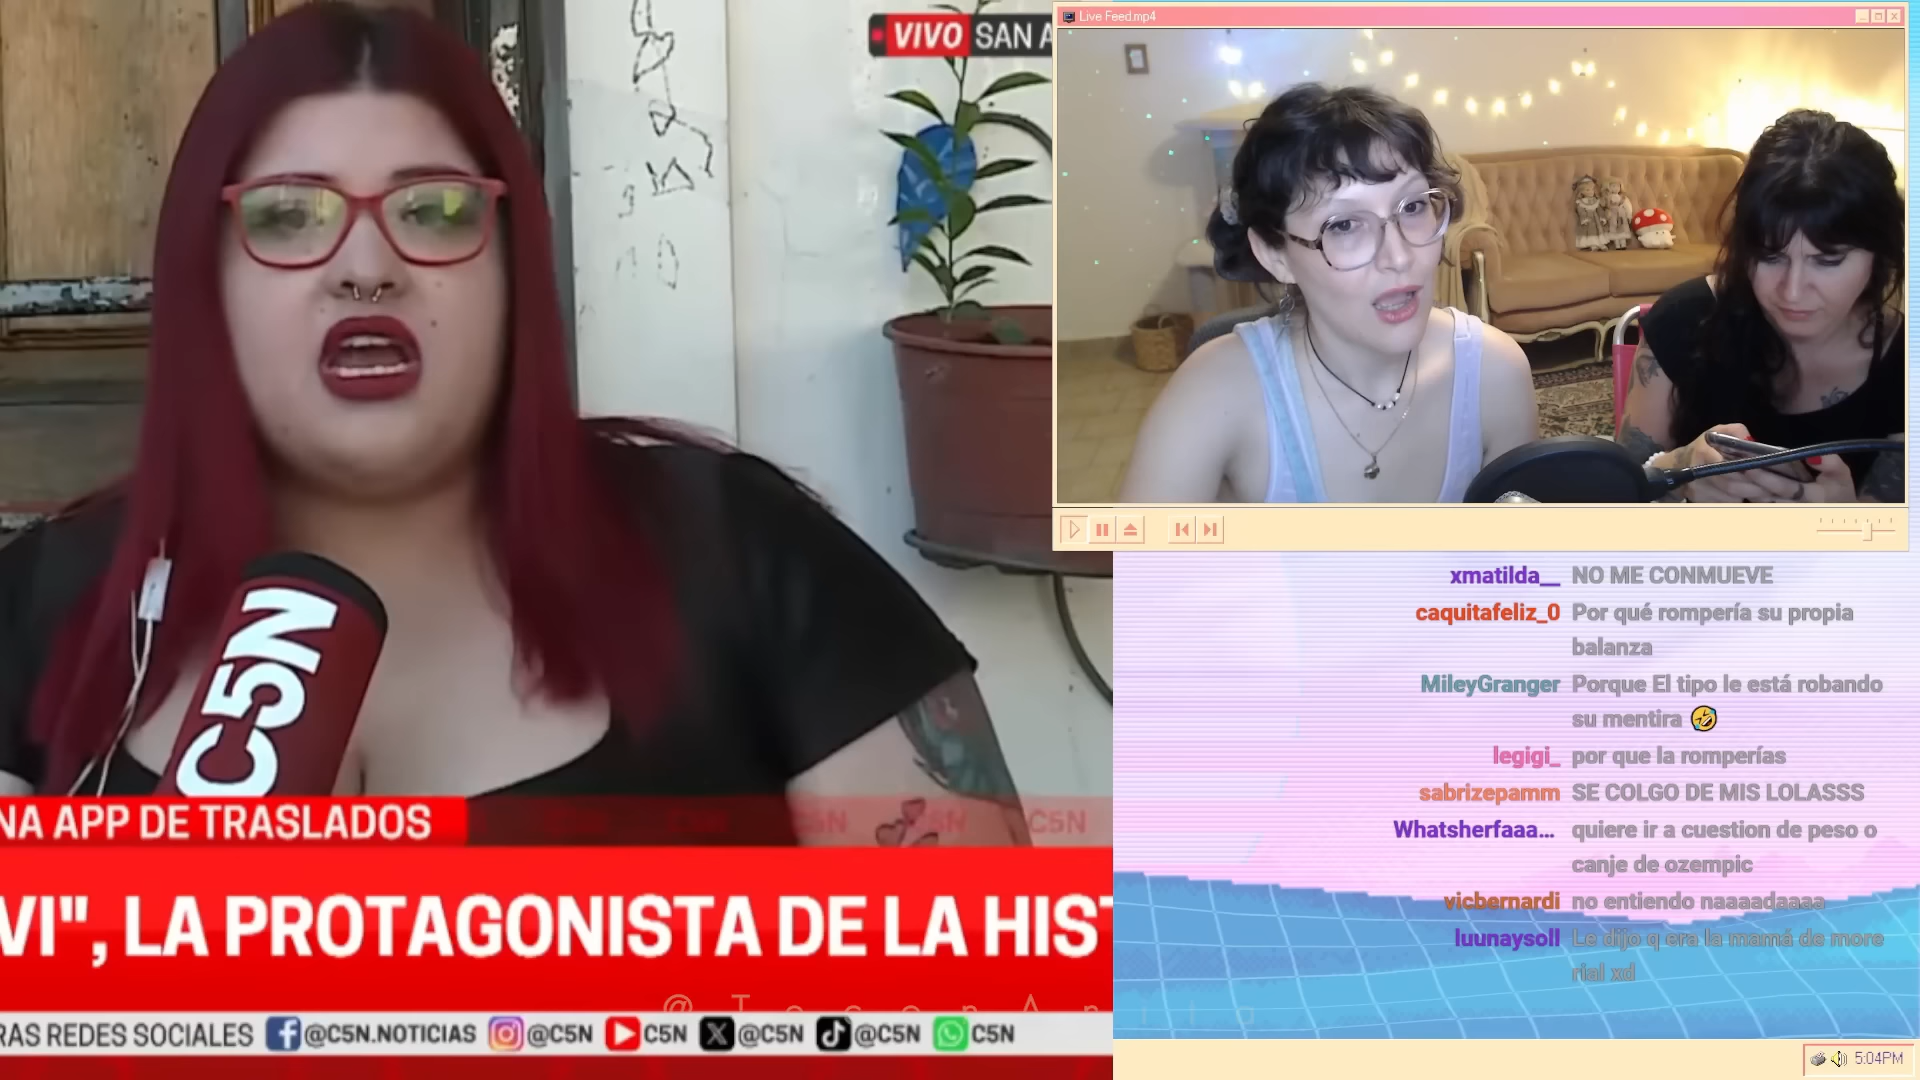 VIVO SAN A
C5N
NA APP DE TRASLADOS
VI", LA PROTAGONISTA DE LA HIST
RAS REDES SOCIALES @C5N.NOTICIAS @C5N C5N @C5N @C5N C5N
Live Feed.mp4
xmatilda__ NO ME CONMUEVE
caquitafeliz_0 Por qué rompería su propia
balanza
MileyGranger Porque El tipo le está robando
su mentira 🤣
legigi_ por que la romperías
sabrizepamm SE COLGO DE MIS LOLASSS
Whatsherfaaa... quiere ir a cuestion de peso o
canje de ozempic
vicbernardi no entiendo naaaadaaaa
luunaysoll Le dijo q era la mamá de more
rial xd
5:04PM